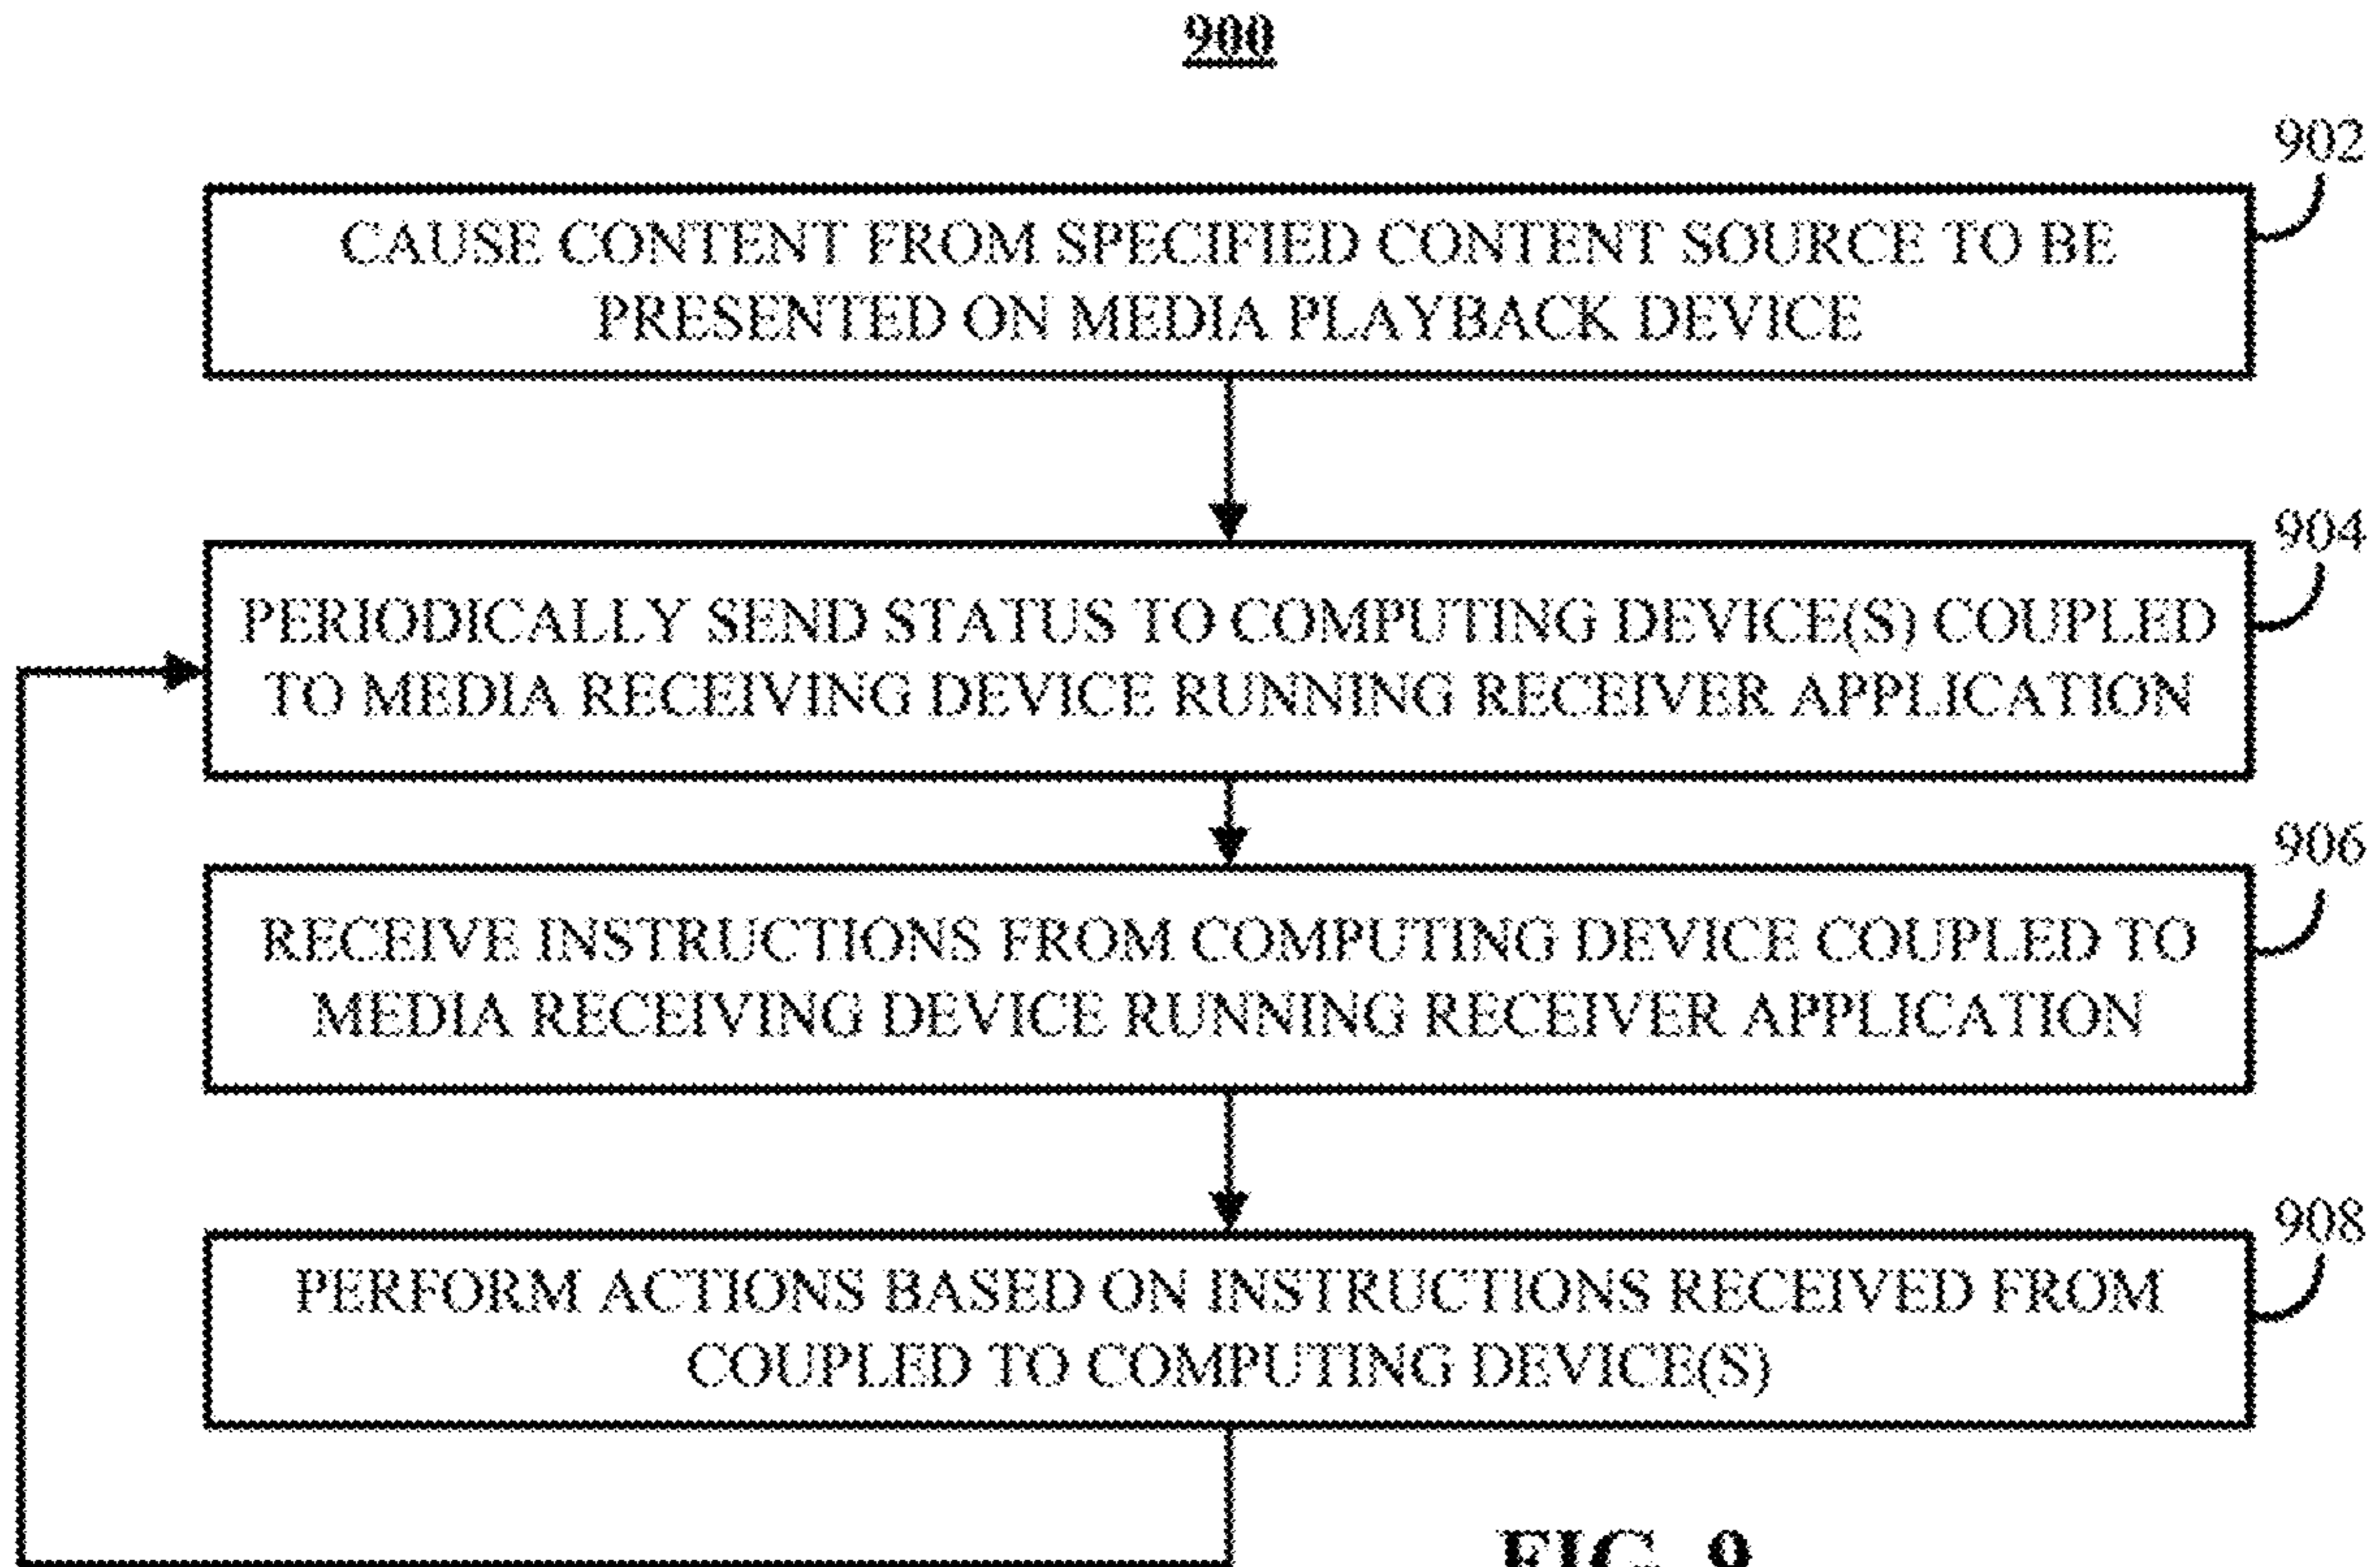 900
902
CAUSE CONTENT FROM SPECIFIED CONTENT SOURCE TO BE
PRESENTED ON MEDIA PLAYBACK DEVICE
904
PERIODICALLY SEND STATUS TO COMPUTING DEVICE(S) COUPLED
TO MEDIA RECEIVING DEVICE RUNNING RECEIVER APPLICATION
906
RECEIVE INSTRUCTIONS FROM COMPUTING DEVICE COUPLED TO
MEDIA RECEIVING DEVICE RUNNING RECEIVER APPLICATION
908
PERFORM ACTIONS BASED ON INSTRUCTIONS RECEIVED FROM
COUPLED TO COMPUTING DEVICE(S)
FIG. 9